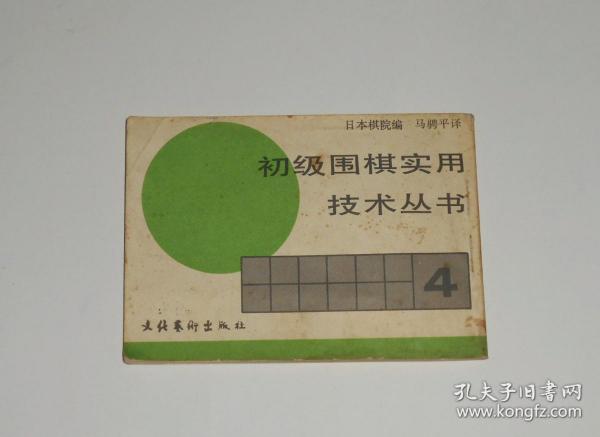 日本棋院编 马骋平译
初级围棋实用
技术丛书
4
文化艺术出版社
孔夫子旧书网
www.kongfz.com